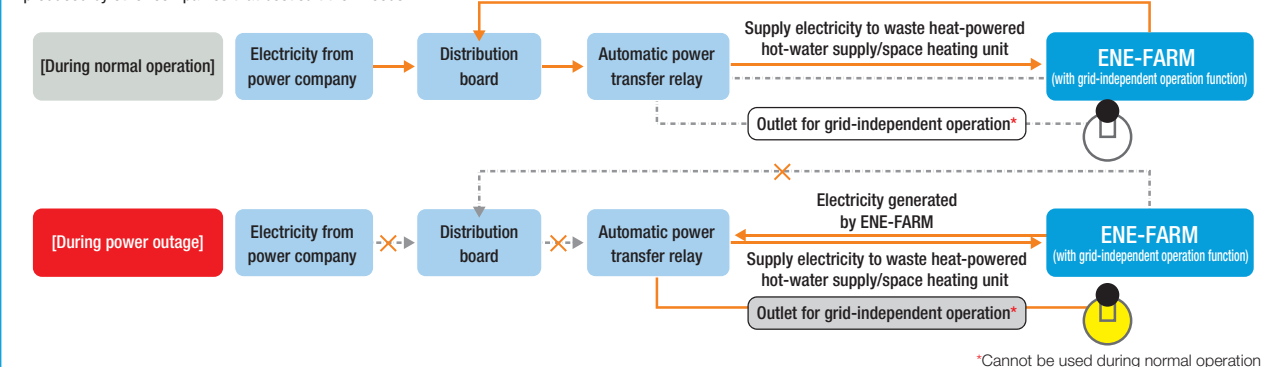 Supply electricity to waste heat-powered
hot-water supply/space heating unit
[During normal operation]
Electricity from
power company
Distribution
board
Automatic power
transfer relay
ENE-FARM
(with grid-independent operation function)
Outlet for grid-independent operation*
Electricity generated
by ENE-FARM
[During power outage]
Electricity from
power company
Distribution
board
Automatic power
transfer relay
ENE-FARM
(with grid-independent operation function)
Supply electricity to waste heat-powered
hot-water supply/space heating unit
Outlet for grid-independent operation*
*Cannot be used during normal operation